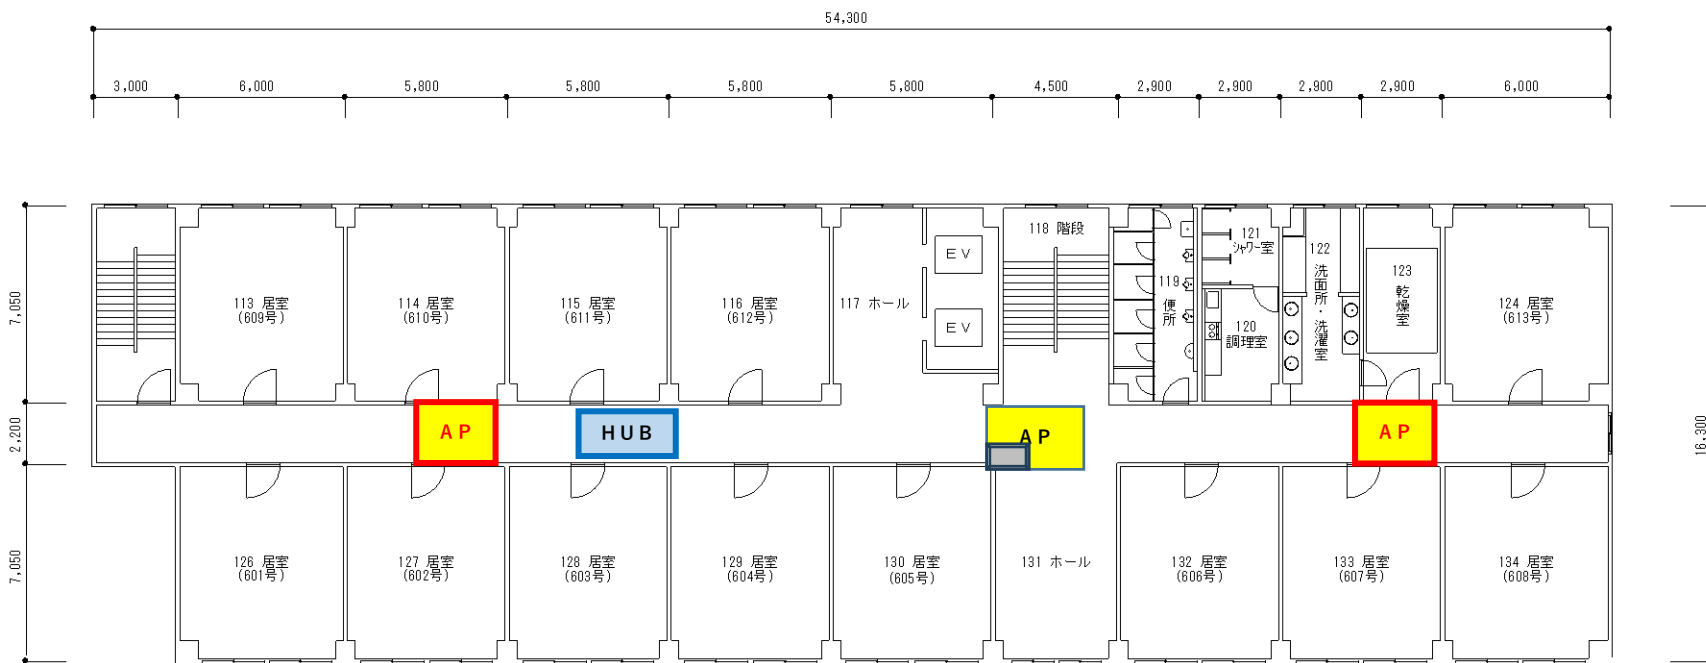 54,300
3,000 6,000 5,800 5,800 5,800 5,800 4,500 2,900 2,900 2,900 2,900 6,000
7,050
2,200
7,050
16,300
113 居室
(609号)
114 居室
(610号)
115 居室
(611号)
116 居室
(612号)
117 ホール
EV
EV
118 階段
119
便所
121
シャワー室
120
調理室
122
洗面所・洗濯室
123
乾燥室
124 居室
(613号)
AP
HUB
AP
AP
126 居室
(601号)
127 居室
(602号)
128 居室
(603号)
129 居室
(604号)
130 居室
(605号)
131 ホール
132 居室
(606号)
133 居室
(607号)
134 居室
(608号)